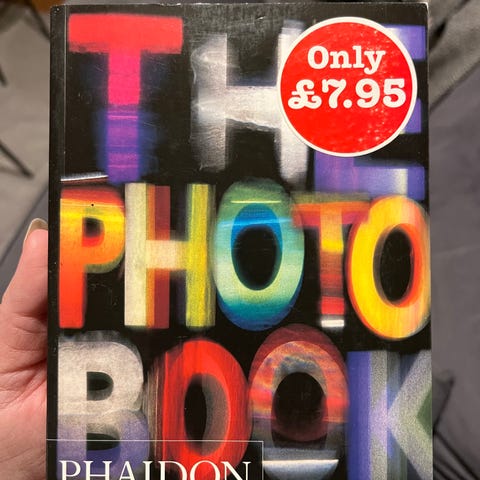 THE
Only
£7.95
PHOTO
BOOK
PHAIDON